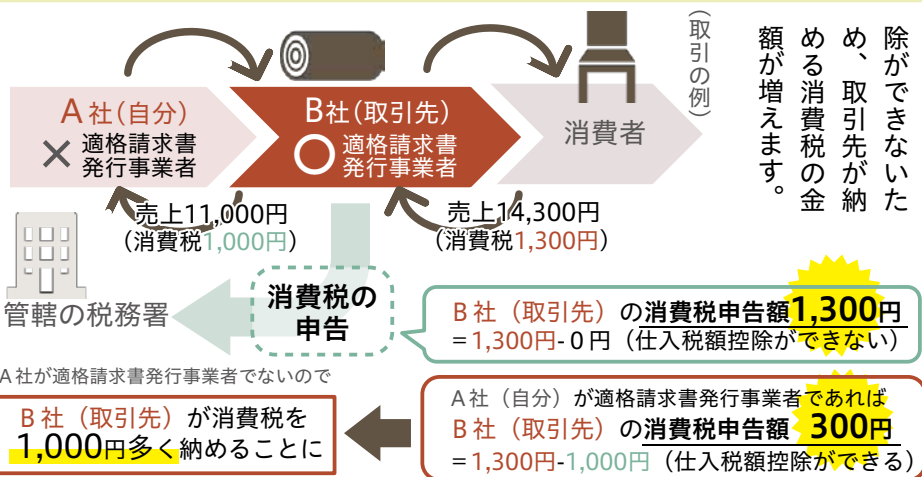 除ができないた
め、取引先が納
める消費税の金
額が増えます。
(取引の例)
A社(自分)
× 適格請求書
発行事業者
B社(取引先)
○ 適格請求書
発行事業者
消費者
売上11,000円
(消費税1,000円)
売上14,300円
(消費税1,300円)
管轄の税務署
消費税の
申告
B社(取引先)の消費税申告額1,300円
=1,300円-0円(仕入税額控除ができない)
A社が適格請求書発行事業者でないので
B社(取引先)が消費税を
1,000円多く納めることに
A社(自分)が適格請求書発行事業者であれば
B社(取引先)の消費税申告額 300円
=1,300円-1,000円(仕入税額控除ができる)